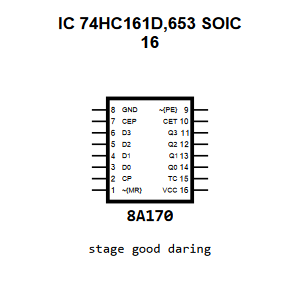 IC 74HC161D,653 SOIC
16
8 GND ~{PE} 9
7 CEP CET 10
6 D3 Q3 11
5 D2 Q2 12
4 D1 Q1 13
3 D0 Q0 14
2 CP TC 15
1 ~{MR} VCC 16
8A170
stage good daring